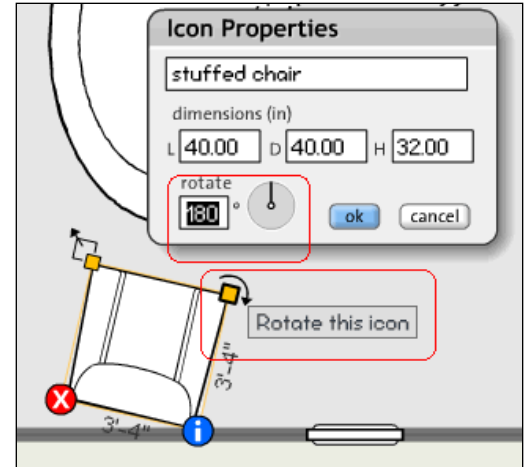 Icon Properties
stuffed chair
dimensions (in)
L 40.00 D 40.00 H 32.00
rotate
180 °
ok cancel
Rotate this icon
3'-4"
3'-4"
X
i